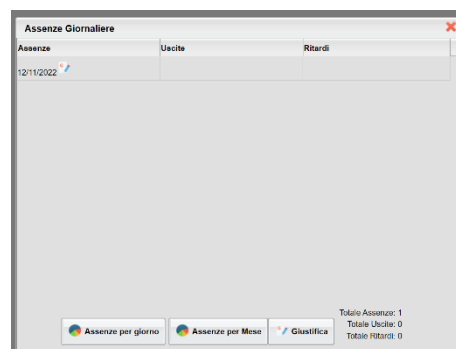 Assenze Giornaliere
Assenze Uscite Ritardi
12/11/2022
Totale Assenze: 1
Totale Uscite: 0
Totale Ritardi: 0
Assenze per giorno Assenze per Mese Giustifica